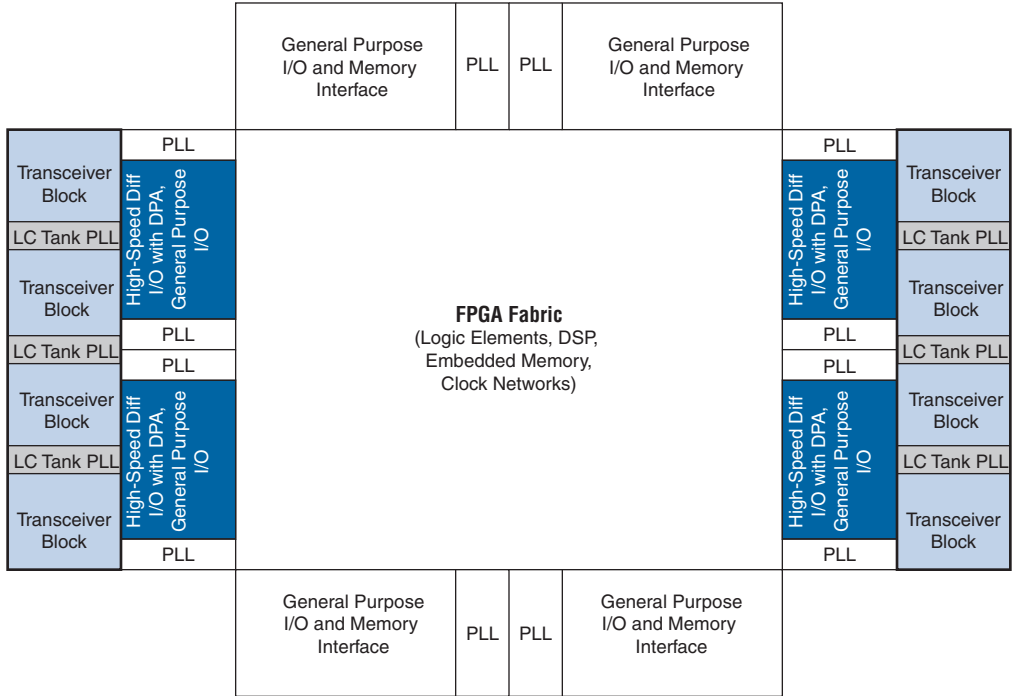 General Purpose
I/O and Memory
Interface
PLL
PLL
General Purpose
I/O and Memory
Interface
Transceiver
Block
LC Tank PLL
Transceiver
Block
LC Tank PLL
Transceiver
Block
LC Tank PLL
Transceiver
Block
PLL
High-Speed Diff
I/O with DPA,
General Purpose
I/O
PLL
PLL
High-Speed Diff
I/O with DPA,
General Purpose
I/O
PLL
FPGA Fabric
(Logic Elements, DSP,
Embedded Memory,
Clock Networks)
PLL
High-Speed Diff
I/O with DPA,
General Purpose
I/O
PLL
PLL
High-Speed Diff
I/O with DPA,
General Purpose
I/O
PLL
Transceiver
Block
LC Tank PLL
Transceiver
Block
LC Tank PLL
Transceiver
Block
LC Tank PLL
Transceiver
Block
General Purpose
I/O and Memory
Interface
PLL
PLL
General Purpose
I/O and Memory
Interface